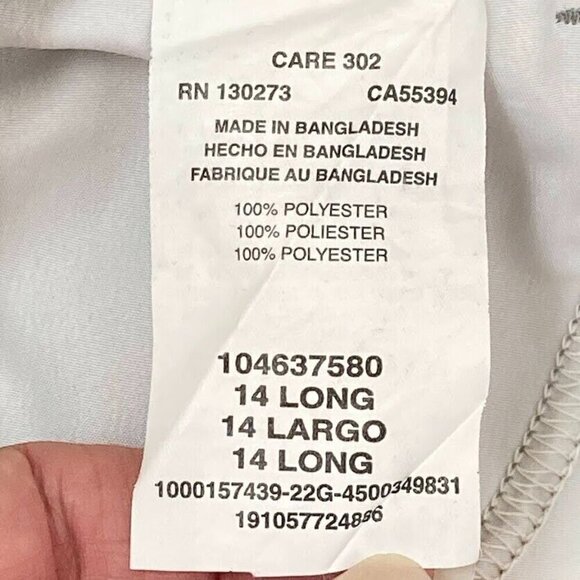 CARE 302
RN 130273 CA55394
MADE IN BANGLADESH
HECHO EN BANGLADESH
FABRIQUE AU BANGLADESH
100% POLYESTER
100% POLIESTER
100% POLYESTER
104637580
14 LONG
14 LARGO
14 LONG
1000157439-22G-4500349831
191057724886